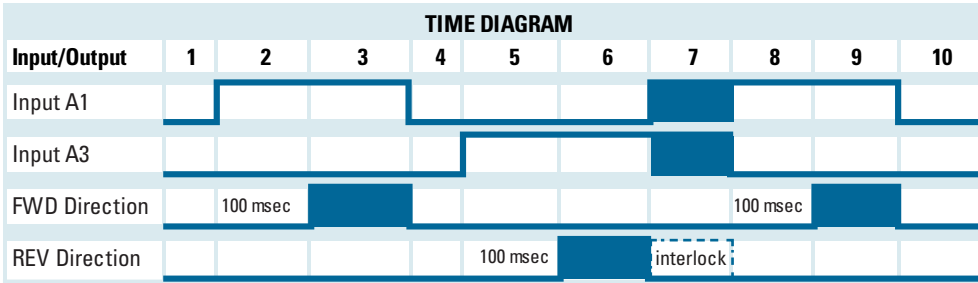 TIME DIAGRAM
Input/Output 1 2 3 4 5 6 7 8 9 10
Input A1
Input A3
FWD Direction 100 msec 100 msec
REV Direction 100 msec interlock